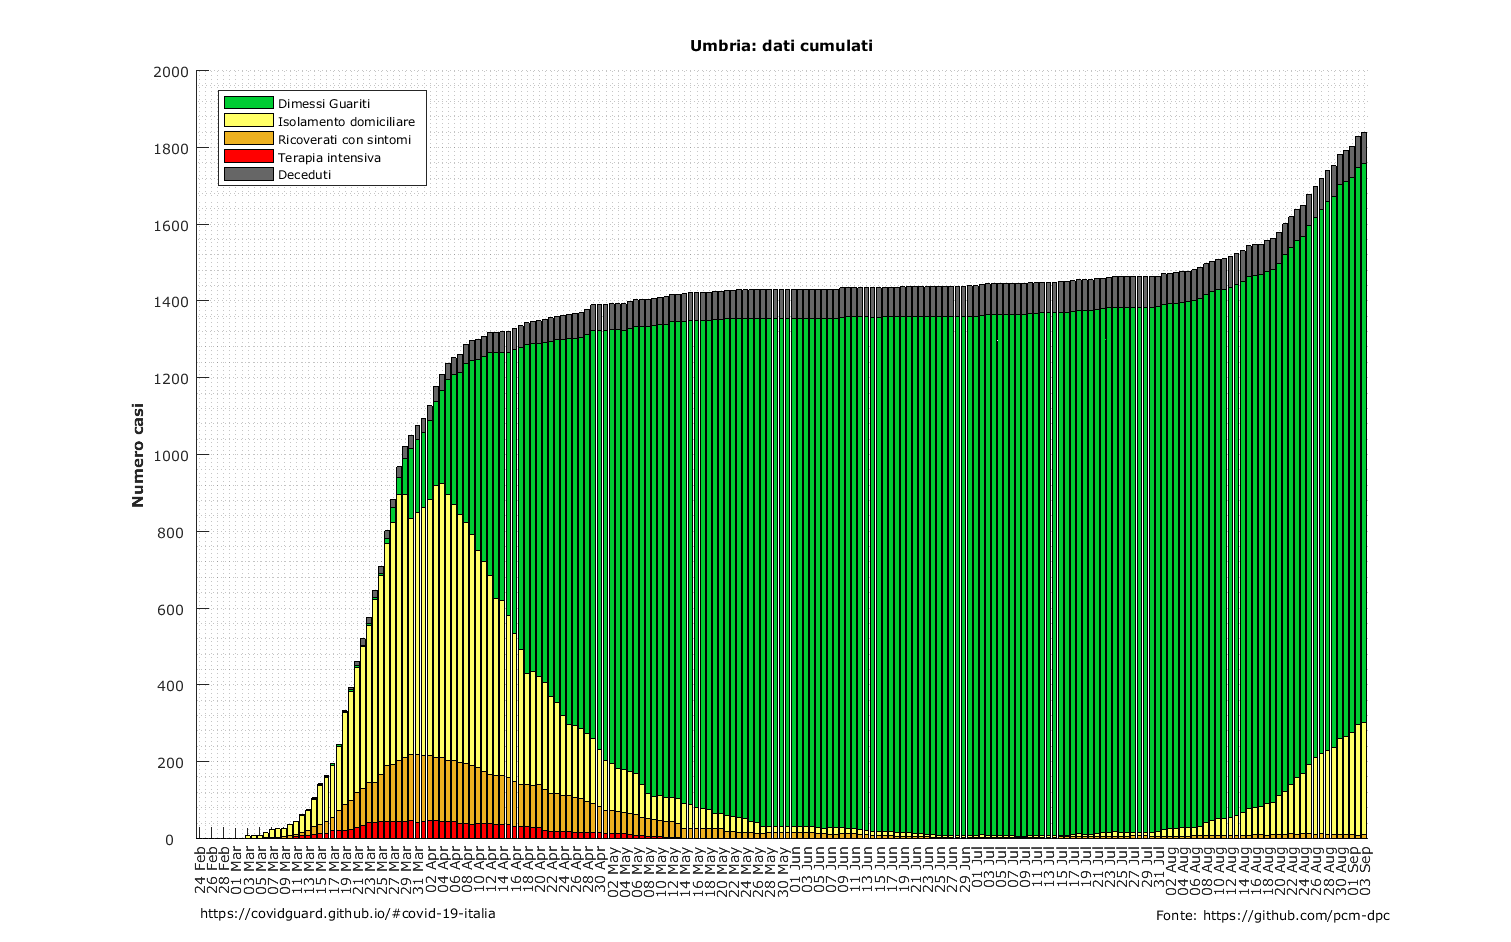 Umbria: dati cumulati
2000
1800
1600
1400
1200
1000
800
600
400
200
0
Numero casi
Dimessi Guariti
Isolamento domiciliare
Ricoverati con sintomi
Terapia intensiva
Deceduti
24 Feb
26 Feb
28 Feb
01 Mar
03 Mar
05 Mar
07 Mar
09 Mar
11 Mar
13 Mar
15 Mar
17 Mar
19 Mar
21 Mar
23 Mar
25 Mar
27 Mar
29 Mar
31 Mar
02 Apr
04 Apr
06 Apr
08 Apr
10 Apr
12 Apr
14 Apr
16 Apr
18 Apr
20 Apr
22 Apr
24 Apr
26 Apr
28 Apr
30 Apr
02 May
04 May
06 May
08 May
10 May
12 May
14 May
16 May
18 May
20 May
22 May
24 May
26 May
28 May
30 May
01 Jun
03 Jun
05 Jun
07 Jun
09 Jun
11 Jun
13 Jun
15 Jun
17 Jun
19 Jun
21 Jun
23 Jun
25 Jun
27 Jun
29 Jun
01 Jul
03 Jul
05 Jul
07 Jul
09 Jul
11 Jul
13 Jul
15 Jul
17 Jul
19 Jul
21 Jul
23 Jul
25 Jul
27 Jul
29 Jul
31 Jul
02 Aug
04 Aug
06 Aug
08 Aug
10 Aug
12 Aug
14 Aug
16 Aug
18 Aug
20 Aug
22 Aug
24 Aug
26 Aug
28 Aug
30 Aug
01 Sep
03 Sep
https://covidguard.github.io/#covid-19-italia
Fonte: https://github.com/pcm-dpc